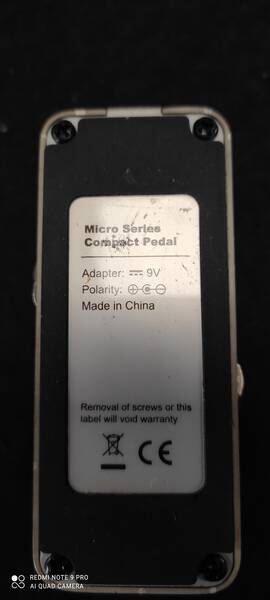 Micro Series
Compact Pedal
Adapter: ⎓ 9V
Polarity: ⊕-C-⊖
Made in China
Removal of screws or this
label will void warranty
CE
REDMI NOTE 9 PRO
AI QUAD CAMERA